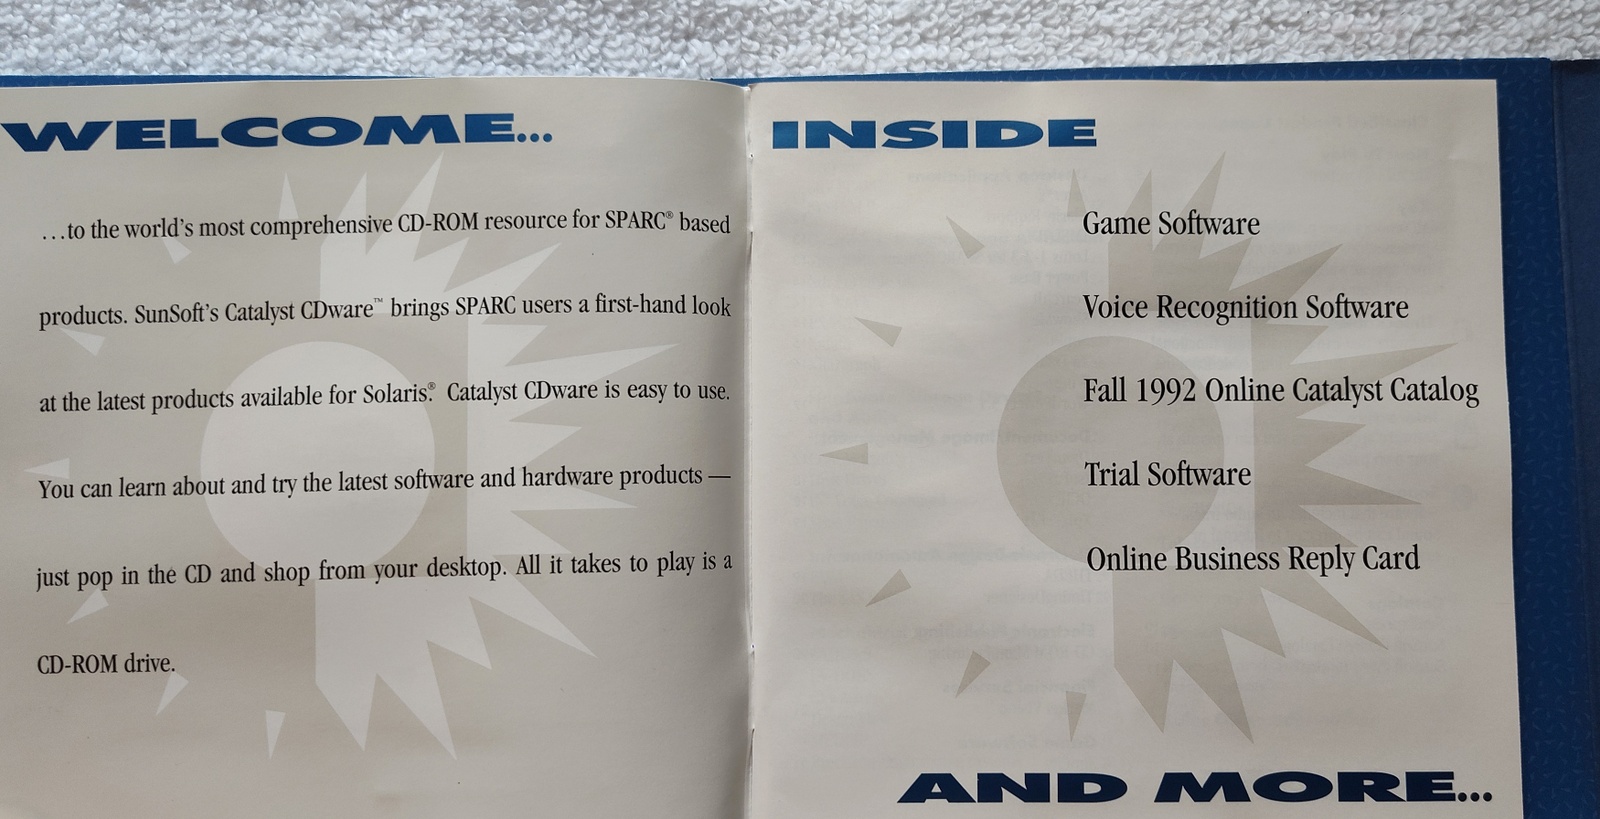 WELCOME...
...to the world's most comprehensive CD-ROM resource for SPARC® based
products. SunSoft's Catalyst CDware™ brings SPARC users a first-hand look
at the latest products available for Solaris.® Catalyst CDware is easy to use.
You can learn about and try the latest software and hardware products —
just pop in the CD and shop from your desktop. All it takes to play is a
CD-ROM drive.
INSIDE
Game Software
Voice Recognition Software
Fall 1992 Online Catalyst Catalog
Trial Software
Online Business Reply Card
AND MORE...